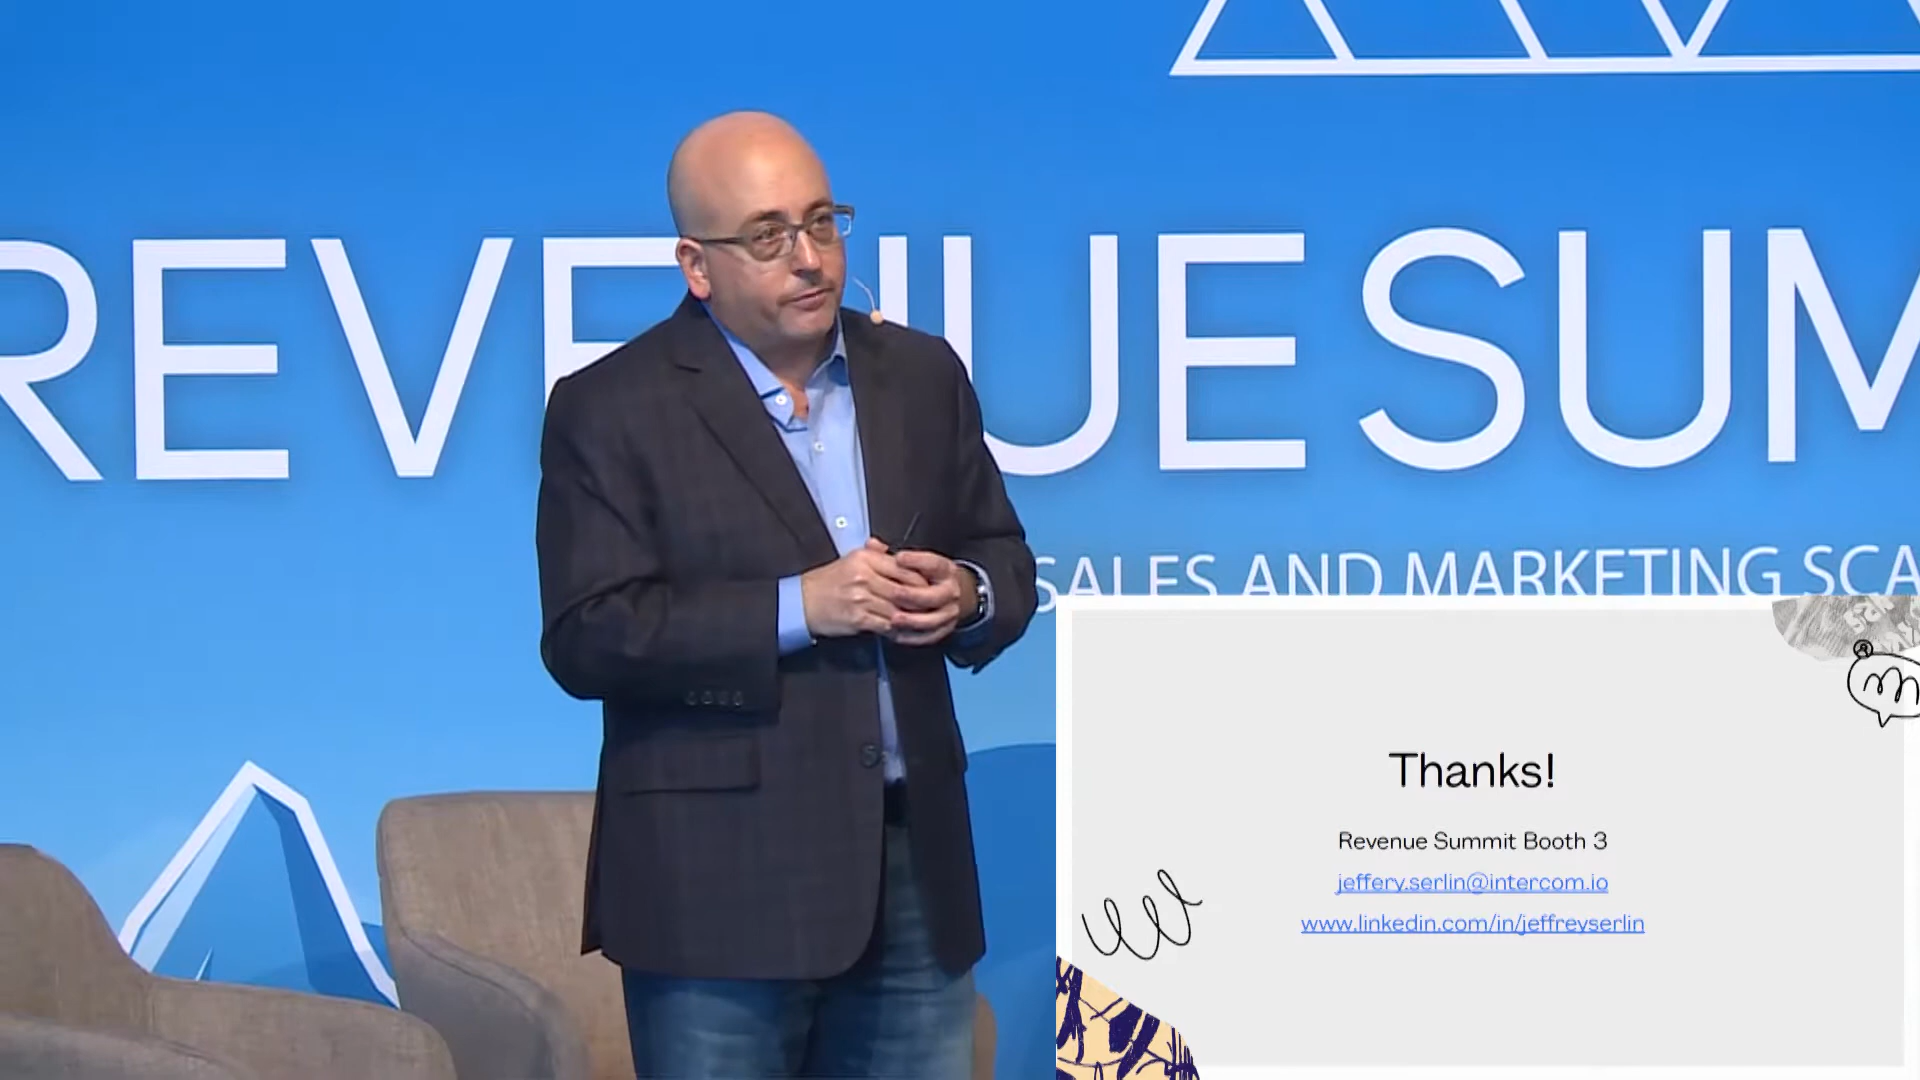 REVENUE SUM
SALES AND MARKETING SCA
Thanks!
Revenue Summit Booth 3
jeffery.serlin@intercom.io
www.linkedin.com/in/jeffreyserlin